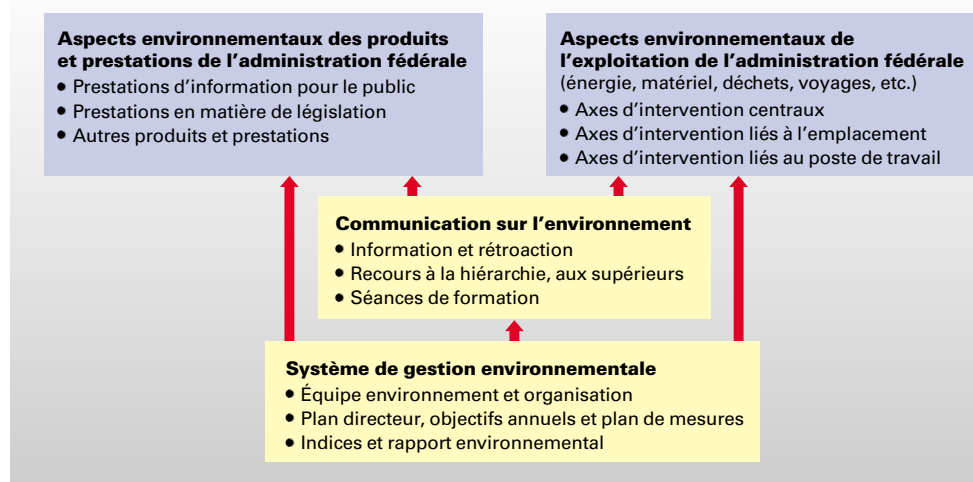 Aspects environnementaux des produits
et prestations de l'administration fédérale
• Prestations d'information pour le public
• Prestations en matière de législation
• Autres produits et prestations
Aspects environnementaux de
l'exploitation de l'administration fédérale
(énergie, matériel, déchets, voyages, etc.)
• Axes d'intervention centraux
• Axes d'intervention liés à l'emplacement
• Axes d'intervention liés au poste de travail
Communication sur l'environnement
• Information et rétroaction
• Recours à la hiérarchie, aux supérieurs
• Séances de formation
Système de gestion environnementale
• Équipe environnement et organisation
• Plan directeur, objectifs annuels et plan de mesures
• Indices et rapport environnemental